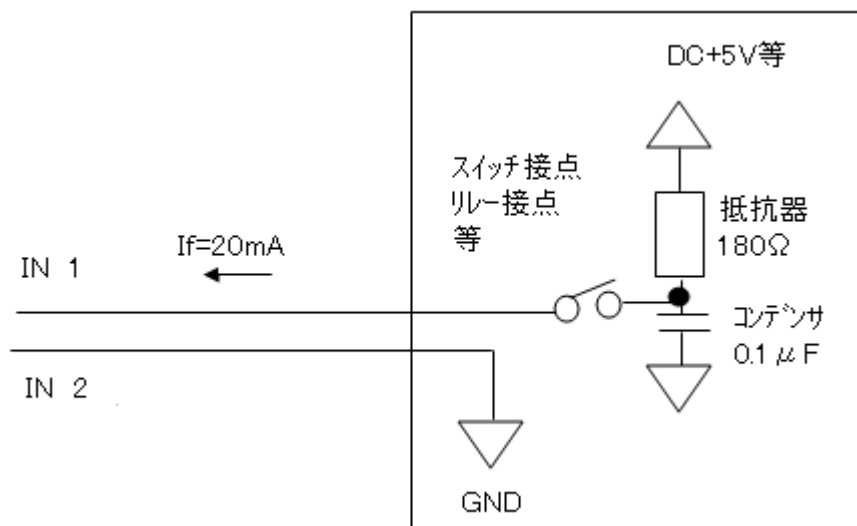 DC+5V等
スイッチ接点
リレー接点
等
抵抗器
180Ω
If=20mA
IN 1
コンデンサ
0.1μF
IN 2
GND